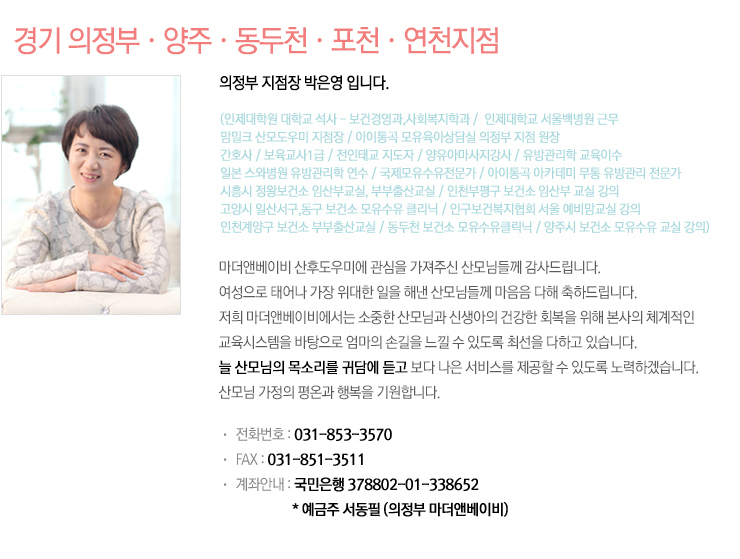 경기 의정부 · 양주 · 동두천 · 포천 · 연천지점
의정부 지점장 박은영 입니다.
(인제대학원 대학교 석사 - 보건경영과,사회복지학과 / 인제대학교 서울백병원 근무
맘밀크 산모도우미 지점장 / 아이통곡 모유육아상담실 의정부 지점 원장
간호사 / 보육교사1급 / 전인태교 지도자 / 양유아마사지강사 / 유방관리학 교육이수
일본 스와병원 유방관리학 연수 / 국제모유수유전문가 / 아이통곡 아카데미 무통 유방관리 전문가
시흥시 정왕보건소 임산부교실, 부부출산교실 / 인천부평구 보건소 임산부 교실 강의
고양시 일산서구,동구 보건소 모유수유 클리닉 / 인구보건복지협회 서울 예비맘교실 강의
인천계양구 보건소 부부출산교실 / 동두천 보건소 모유수유클릭닉 / 양주시 보건소 모유수유 교실 강의)
마더앤베이비 산후도우미에 관심을 가져주신 산모님들께 감사드립니다.
여성으로 태어나 가장 위대한 일을 해낸 산모님들께 마음음 다해 축하드립니다.
저희 마더앤베이비에서는 소중한 산모님과 신생아의 건강한 회복을 위해 본사의 체계적인
교육시스템을 바탕으로 엄마의 손길을 느낄 수 있도록 최선을 다하고 있습니다.
늘 산모님의 목소리를 귀담에 듣고 보다 나은 서비스를 제공할 수 있도록 노력하겠습니다.
산모님 가정의 평온과 행복을 기원합니다.
· 전화번호 : 031-853-3570
· FAX : 031-851-3511
· 계좌안내 : 국민은행 378802-01-338652
* 예금주 서동필 (의정부 마더앤베이비)